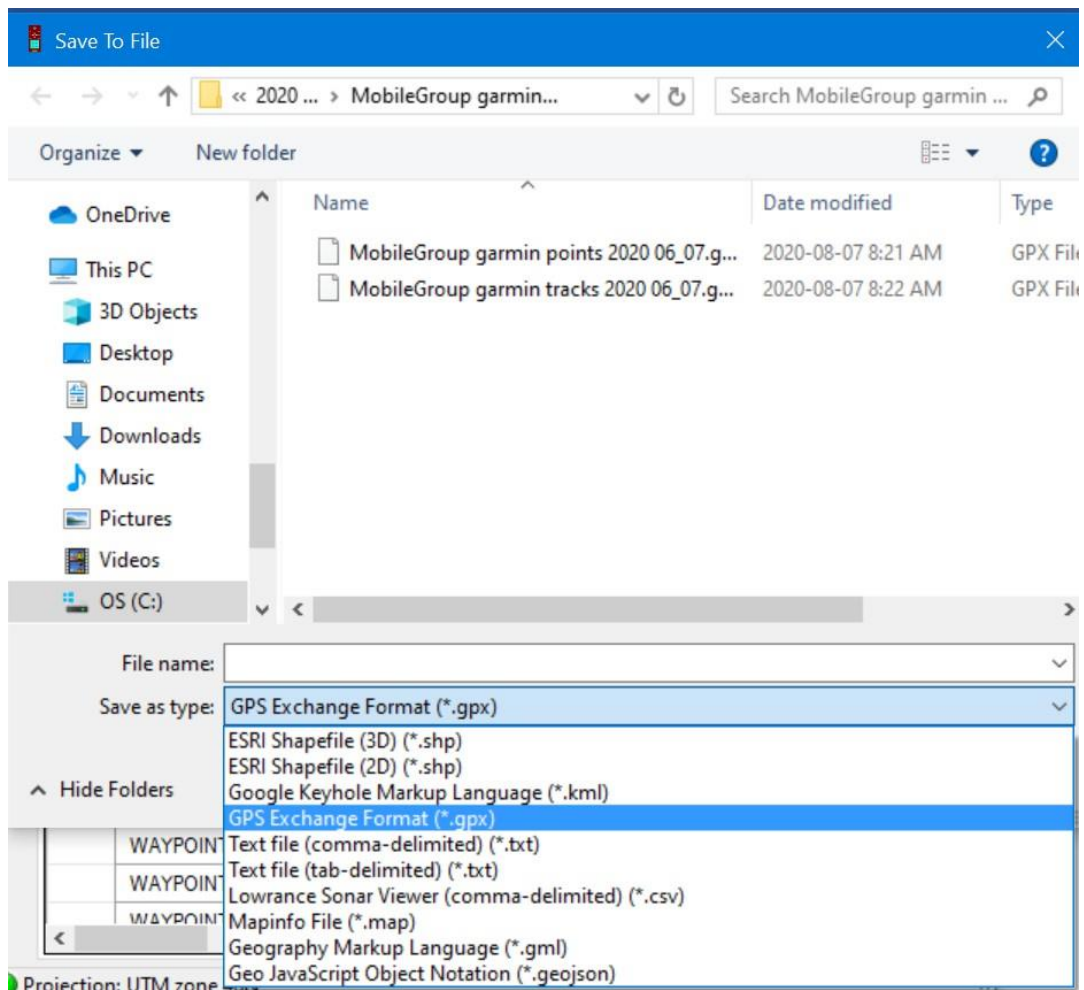 Save To File
« 2020 ... › MobileGroup garmin...
Search MobileGroup garmin ...
Organize
New folder
Name
Date modified
Type
OneDrive
This PC
3D Objects
Desktop
Documents
Downloads
Music
Pictures
Videos
OS (C:)
MobileGroup garmin points 2020 06_07.g... 2020-08-07 8:21 AM GPX File
MobileGroup garmin tracks 2020 06_07.g... 2020-08-07 8:22 AM GPX File
File name:
Save as type: GPS Exchange Format (*.gpx)
ESRI Shapefile (3D) (*.shp)
ESRI Shapefile (2D) (*.shp)
Google Keyhole Markup Language (*.kml)
GPS Exchange Format (*.gpx)
Text file (comma-delimited) (*.txt)
Text file (tab-delimited) (*.txt)
Lowrance Sonar Viewer (comma-delimited) (*.csv)
Mapinfo File (*.map)
Geography Markup Language (*.gml)
Geo JavaScript Object Notation (*.geojson)
Hide Folders
WAYPOINT
WAYPOINT
WAYPOINT
Projection: UTM zone